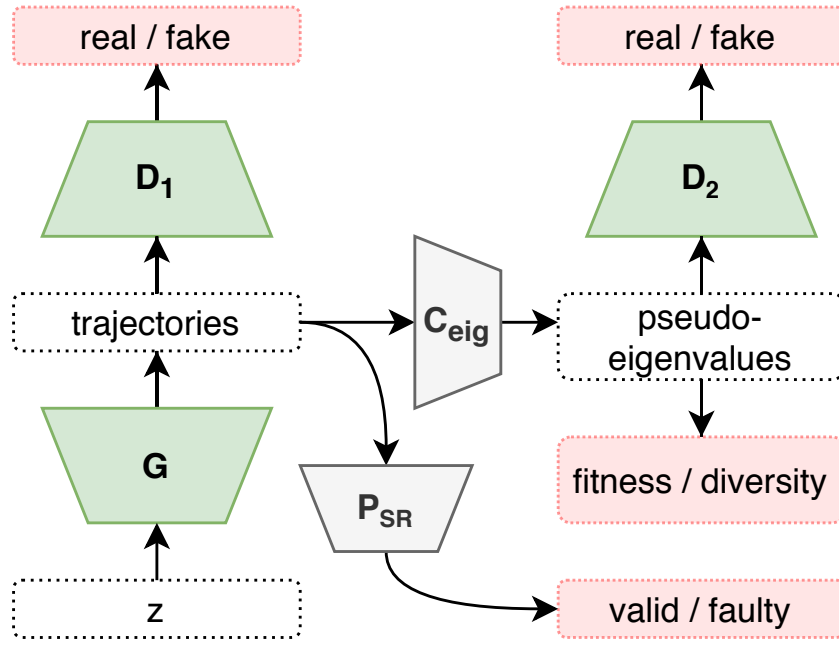 real / fake
real / fake
D1
D2
trajectories
Ceig
pseudo-
eigenvalues
G
PSR
fitness / diversity
z
valid / faulty